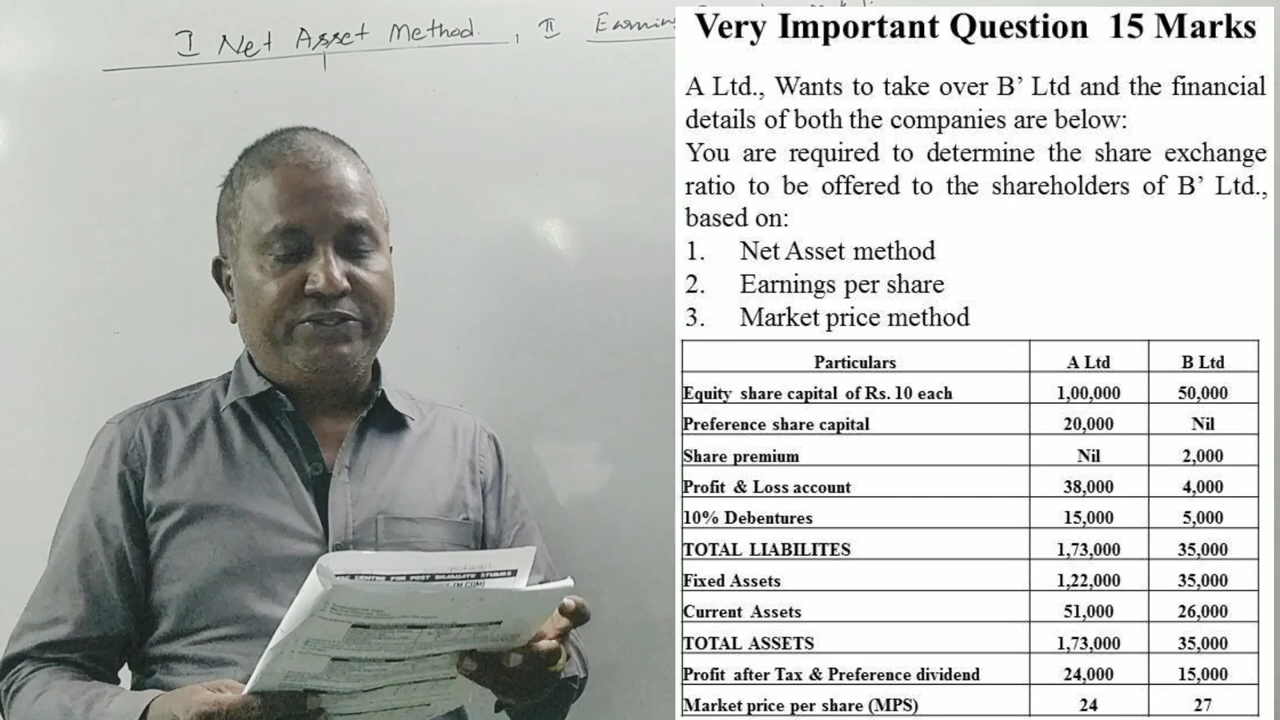 I Net Asset Method. , II
Very Important Question 15 Marks
A Ltd., Wants to take over B’ Ltd and the financial
details of both the companies are below:
You are required to determine the share exchange
ratio to be offered to the shareholders of B’ Ltd.,
based on:
1. Net Asset method
2. Earnings per share
3. Market price method
Particulars A Ltd B Ltd
Equity share capital of Rs. 10 each 1,00,000 50,000
Preference share capital 20,000 Nil
Share premium Nil 2,000
Profit & Loss account 38,000 4,000
10% Debentures 15,000 5,000
TOTAL LIABILITES 1,73,000 35,000
Fixed Assets 1,22,000 35,000
Current Assets 51,000 26,000
TOTAL ASSETS 1,73,000 35,000
Profit after Tax & Preference dividend 24,000 15,000
Market price per share (MPS) 24 27